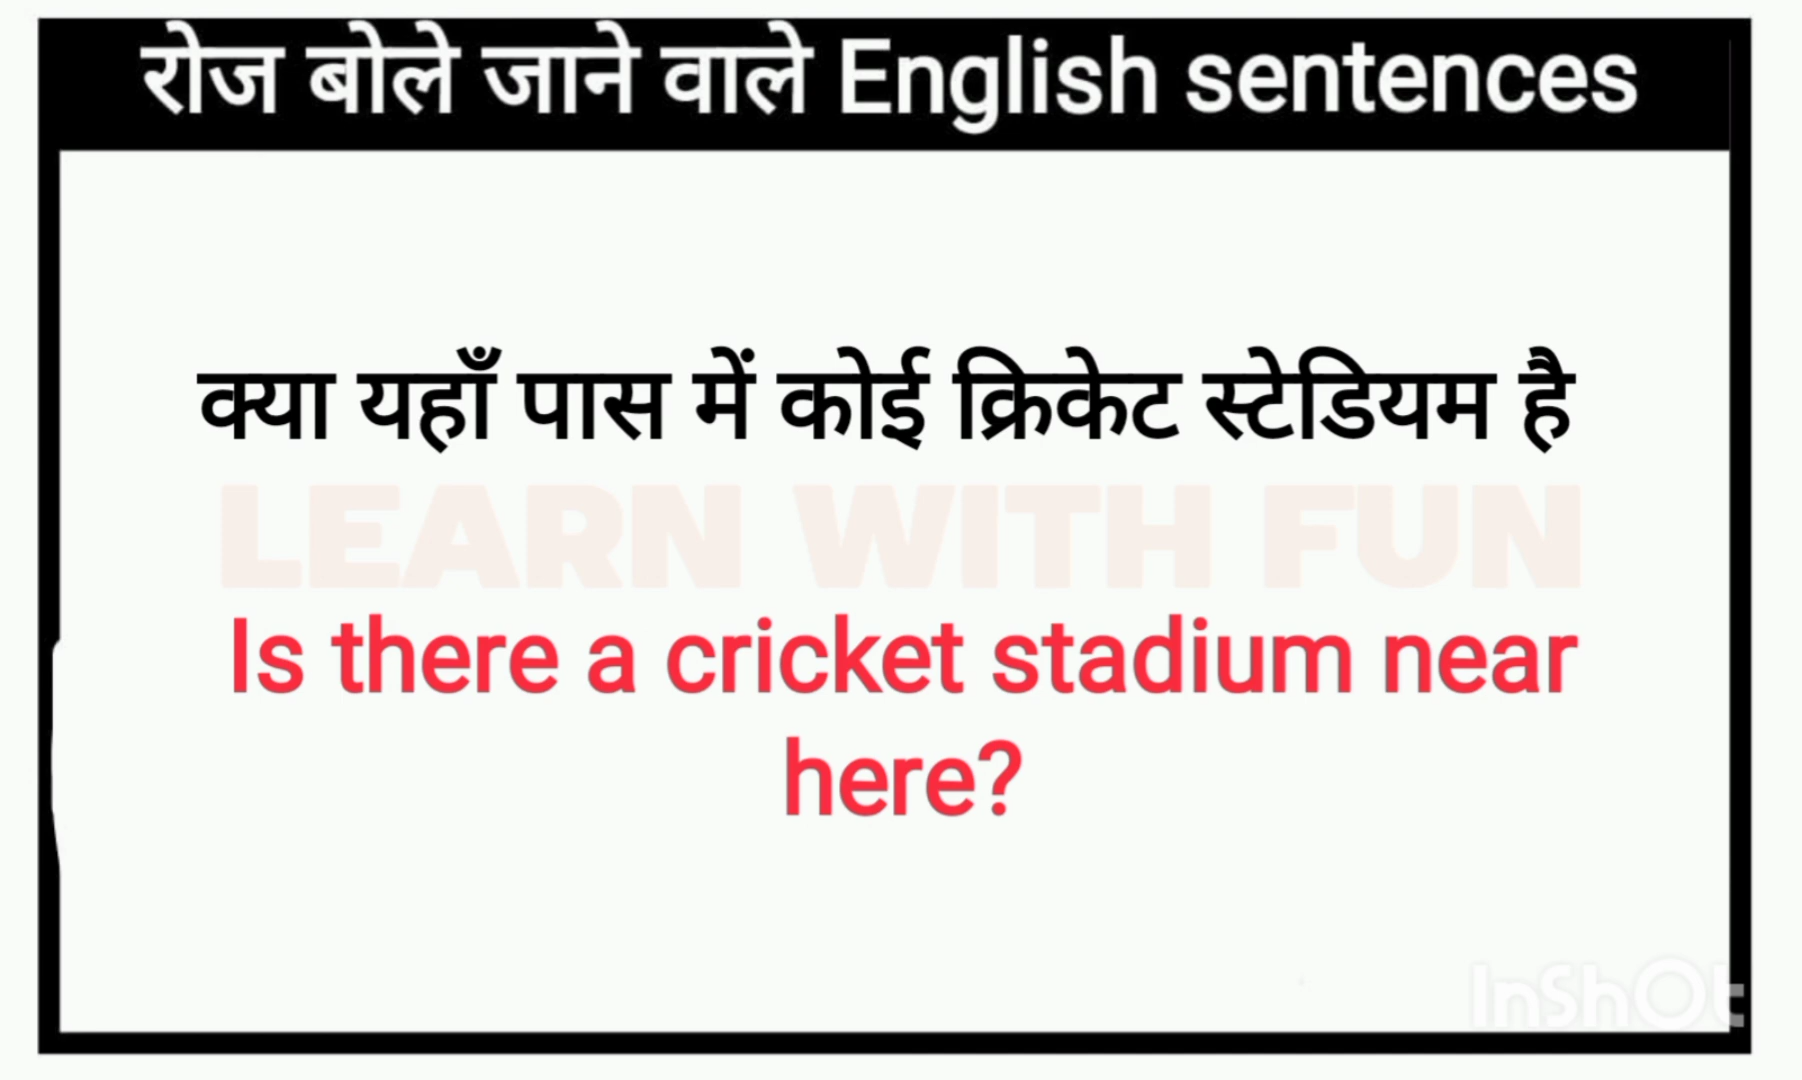 रोज बोले जाने वाले English sentences
क्या यहाँ पास में कोई क्रिकेट स्टेडियम है
LEARN WITH FUN
Is there a cricket stadium near
here?
InShOt